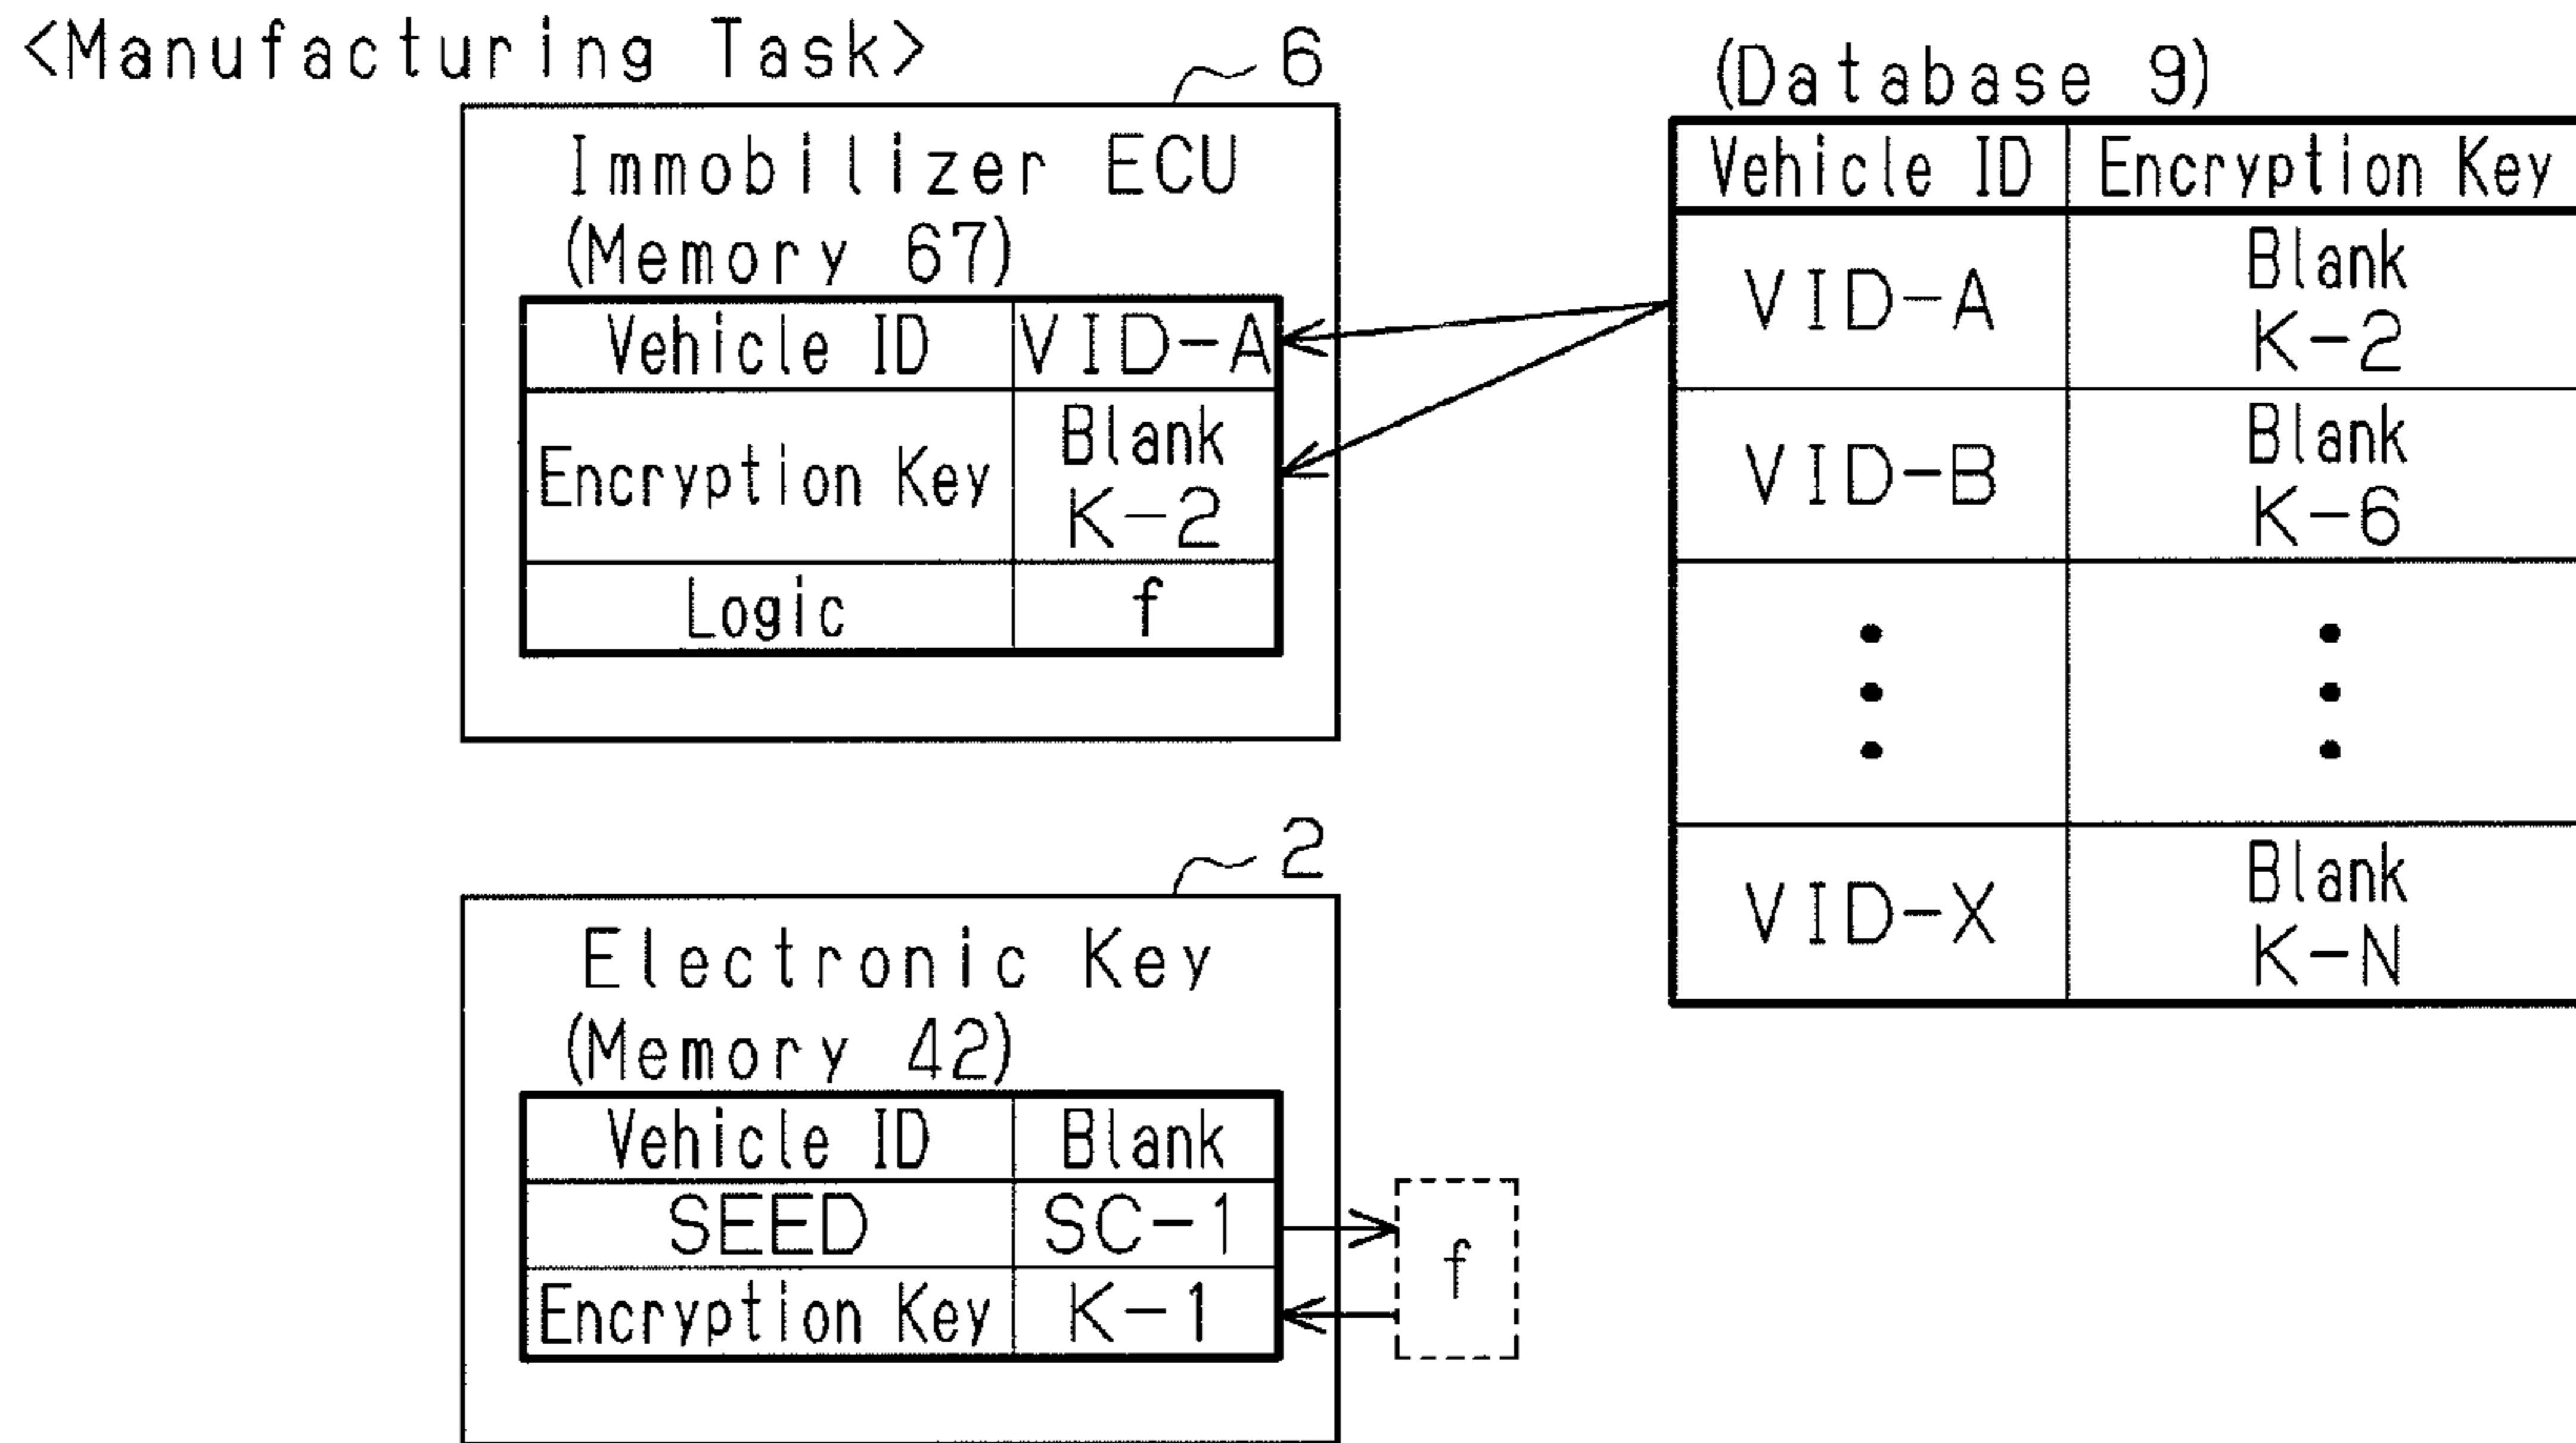 <Manufacturing Task>
6
Immobilizer ECU
(Memory 67)
Vehicle ID VID-A
Encryption Key Blank
K-2
Logic f
(Database 9)
Vehicle ID Encryption Key
VID-A Blank
K-2
VID-B Blank
K-6
VID-X Blank
K-N
2
Electronic Key
(Memory 42)
Vehicle ID Blank
SEED SC-1
Encryption Key K-1
f